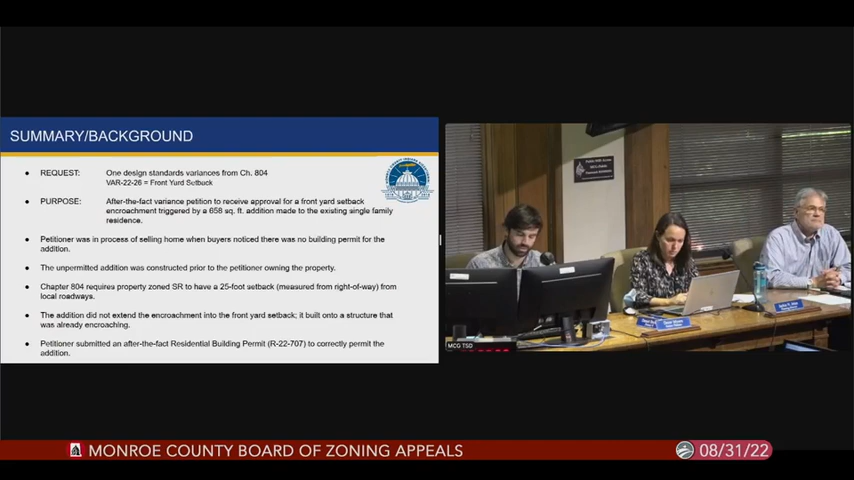 SUMMARY/BACKGROUND
• REQUEST: One design standards variances from Ch. 804
VAR-22-26 = Front Yard Setback
• PURPOSE: After-the-fact variance petition to receive approval for a front yard setback
encroachment triggered by a 658 sq. ft. addition made to the existing single family
residence.
• Petitioner was in process of selling home when buyers noticed there was no building permit for the
addition.
• The unpermitted addition was constructed prior to the petitioner owning the property.
• Chapter 804 requires property zoned SR to have a 25-foot setback (measured from right-of-way) from
local roadways.
• The addition did not extend the encroachment into the front yard setback; it built onto a structure that
was already encroaching.
• Petitioner submitted an after-the-fact Residential Building Permit (R-22-707) to correctly permit the
addition.
MCG TSD
MONROE COUNTY BOARD OF ZONING APPEALS
08/31/22